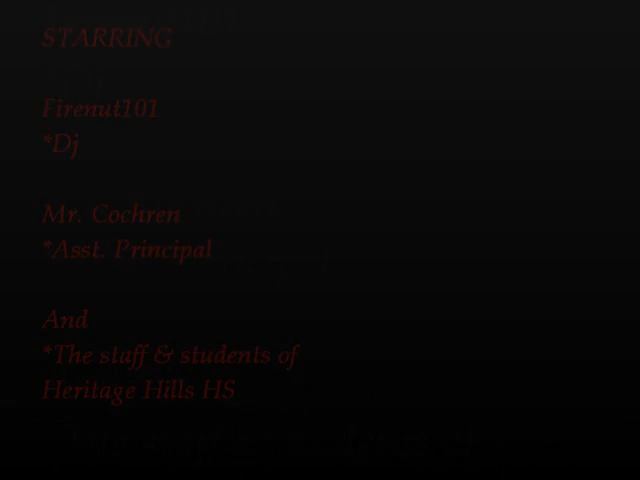 STARRING
Firenut101
*Dj
Mr. Cochren
*Asst. Principal
And
*The staff & students of
Heritage Hills HS